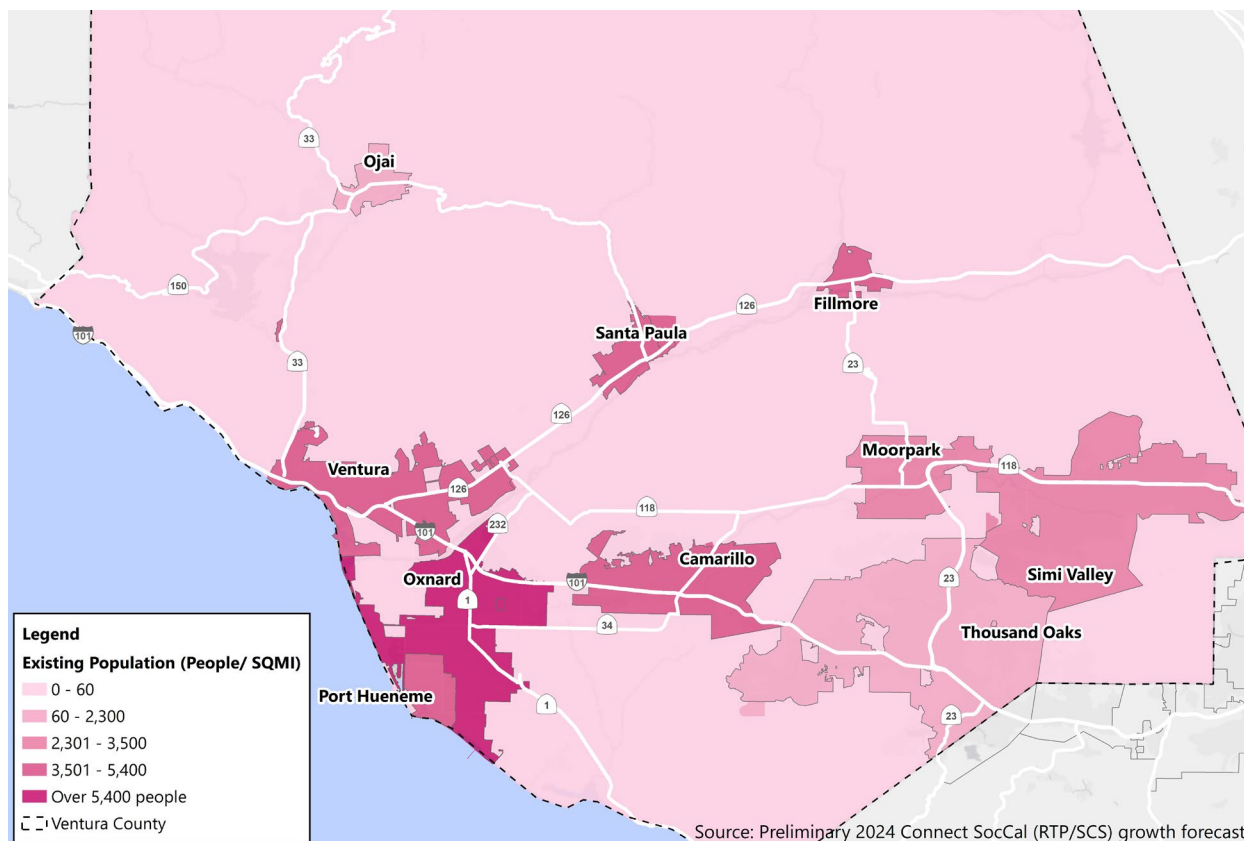 33
Ojai
150
101
126
Fillmore
Santa Paula
23
33
126
Moorpark
Ventura
118
126
118
232
101
Camarillo
Oxnard
101
Simi Valley
23
1
34
Thousand Oaks
Port Hueneme
1
23
Legend
Existing Population (People/ SQMI)
0 - 60
60 - 2,300
2,301 - 3,500
3,501 - 5,400
Over 5,400 people
Ventura County
Source: Preliminary 2024 Connect SocCal (RTP/SCS) growth forecast